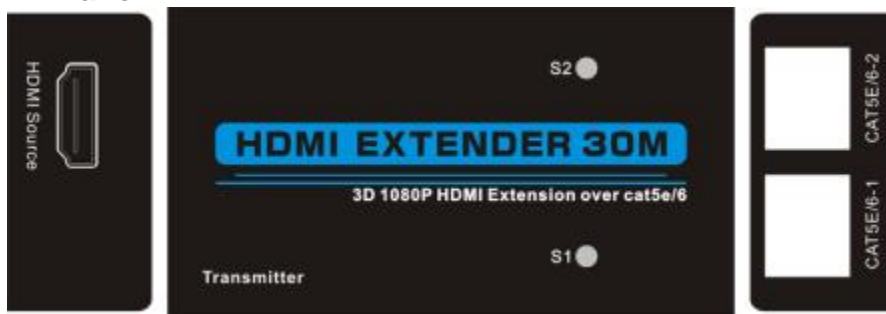 HDMI Source
S2
HDMI EXTENDER 30M
3D 1080P HDMI Extension over cat5e/6
S1
Transmitter
CAT5E/6-2
CAT5E/6-1